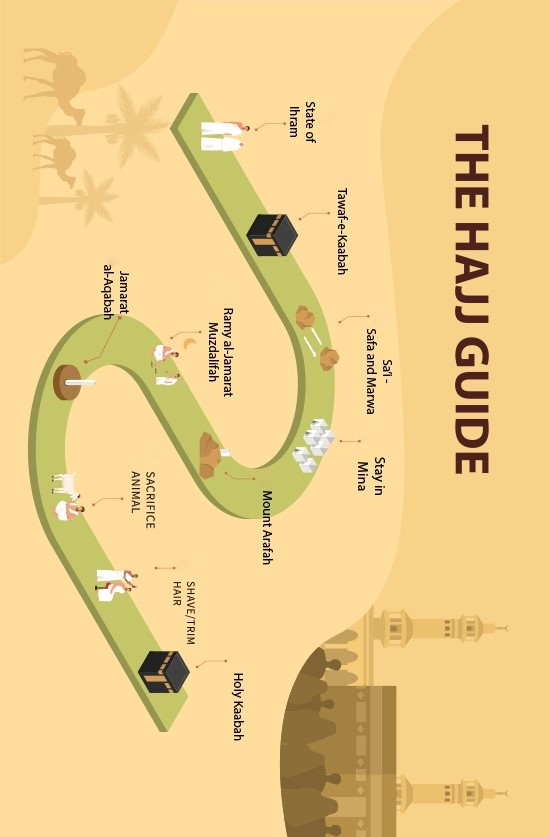 THE HAJJ GUIDE
State of
Ihram
Tawaf-e-Kaabah
Sa'i -
Safa and Marwa
Stay in
Mina
Mount Arafah
Ramy al-Jamarat
Muzdalifah
Jamarat
al-Aqabah
SACRIFICE
ANIMAL
SHAVE/TRIM
HAIR
Holy Kaabah